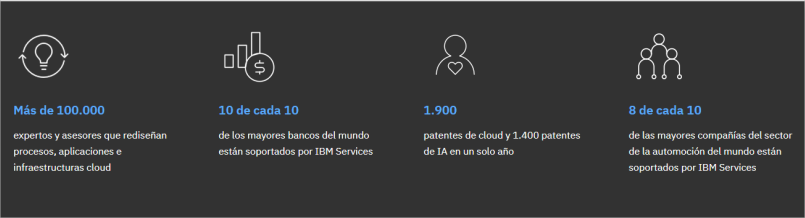 Más de 100.000
expertos y asesores que rediseñan
procesos, aplicaciones e
infraestructuras cloud
10 de cada 10
de los mayores bancos del mundo
están soportados por IBM Services
1.900
patentes de cloud y 1.400 patentes
de IA en un solo año
8 de cada 10
de las mayores compañías del sector
de la automoción del mundo están
soportados por IBM Services